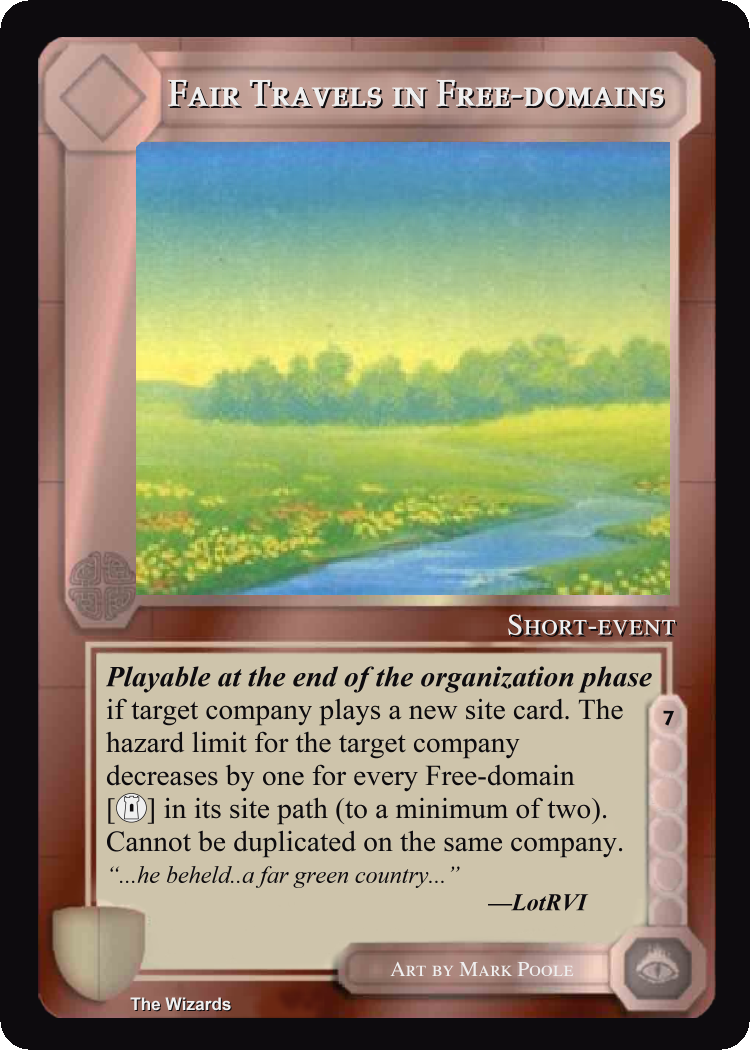 Fair Travels in Free-domains
Short-event
Playable at the end of the organization phase
if target company plays a new site card. The
hazard limit for the target company
decreases by one for every Free-domain
[] in its site path (to a minimum of two).
Cannot be duplicated on the same company.
“...he beheld..a far green country...”
—LotRVI
7
Art by Mark Poole
The Wizards